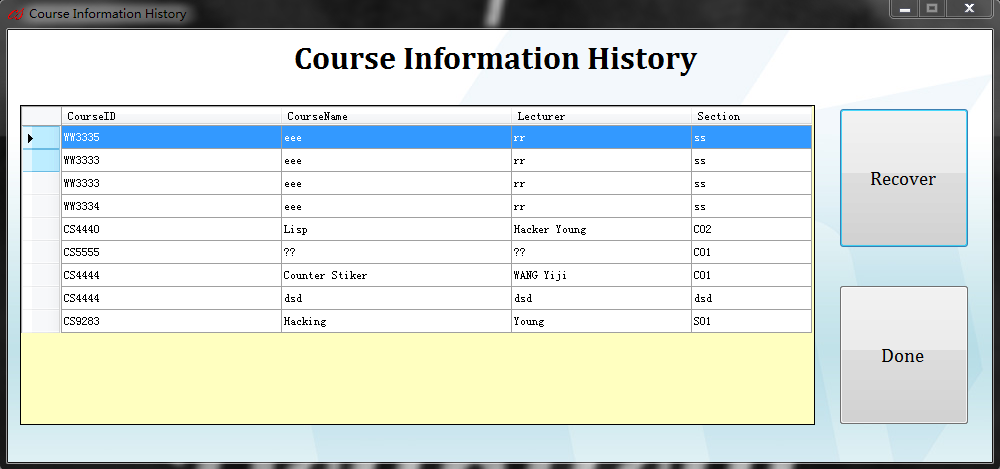 Course Information History
Course Information History
CourseID CourseName Lecturer Section
WW3335 eee rr ss
WW3333 eee rr ss
WW3333 eee rr ss
WW3334 eee rr ss
CS4440 Lisp Hacker Young C02
CS5555 ?? ?? C01
CS4444 Counter Stiker WANG Yiji C01
CS4444 dsd dsd dsd
CS9283 Hacking Young S01
Recover
Done